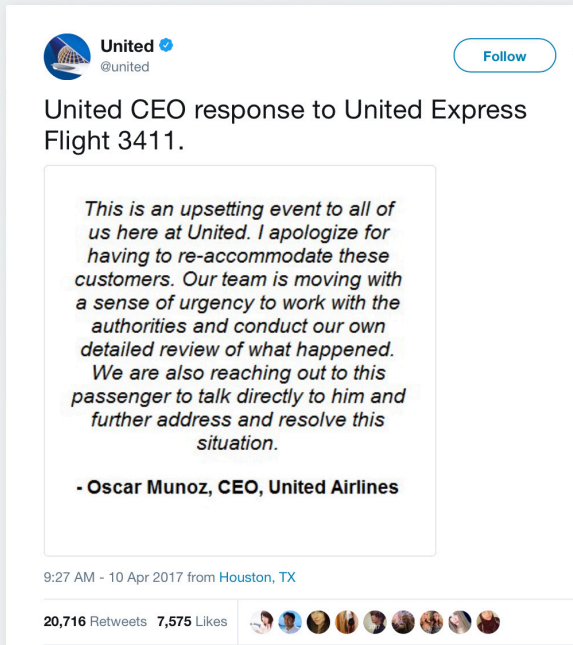 United
@united
Follow
United CEO response to United Express
Flight 3411.
This is an upsetting event to all of
us here at United. I apologize for
having to re-accommodate these
customers. Our team is moving with
a sense of urgency to work with the
authorities and conduct our own
detailed review of what happened.
We are also reaching out to this
passenger to talk directly to him and
further address and resolve this
situation.
- Oscar Munoz, CEO, United Airlines
9:27 AM - 10 Apr 2017 from Houston, TX
20,716 Retweets 7,575 Likes